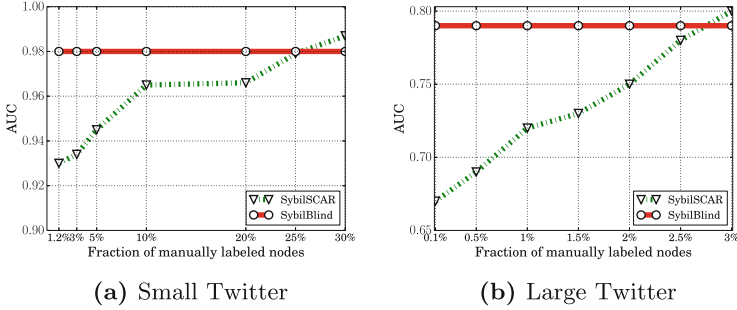 1.00
0.98
0.96
0.94
0.92
0.90
AUC
1.2%
3%
5%
10%
20%
25%
30%
Fraction of manually labeled nodes
SybilSCAR
SybilBlind
(a) Small Twitter
0.80
0.75
0.70
0.65
AUC
0.1%
0.5%
1%
1.5%
2%
2.5%
3%
Fraction of manually labeled nodes
SybilSCAR
SybilBlind
(b) Large Twitter